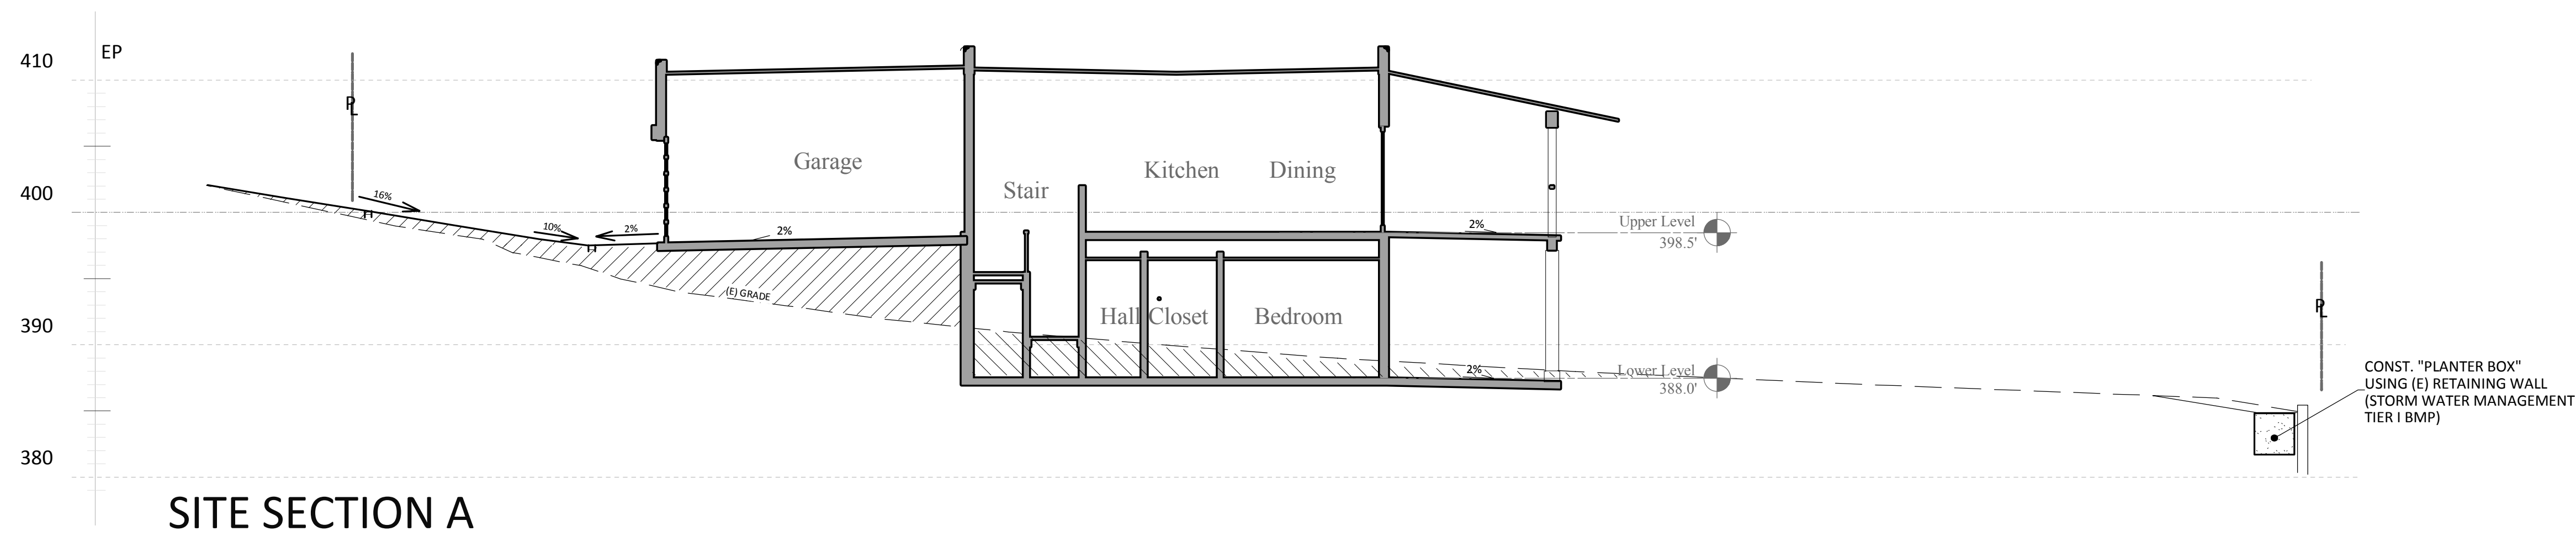 410
EP
PL
16%
400
10%
2%
2%
Garage
Stair
Kitchen
Dining
2%
Upper Level
398.5'
(E) GRADE
390
Hall
Closet
Bedroom
2%
Lower Level
388.0'
PL
CONST. "PLANTER BOX"
USING (E) RETAINING WALL
(STORM WATER MANAGEMENT
TIER I BMP)
380
SITE SECTION A